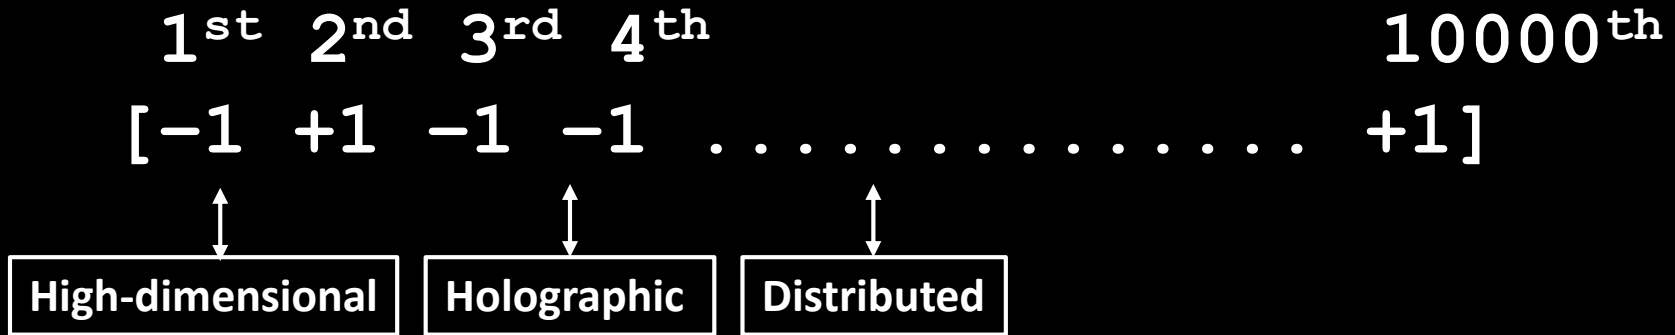 1st 2nd 3rd 4th 10000th
[−1 +1 −1 −1 .............. +1]
High-dimensional Holographic Distributed